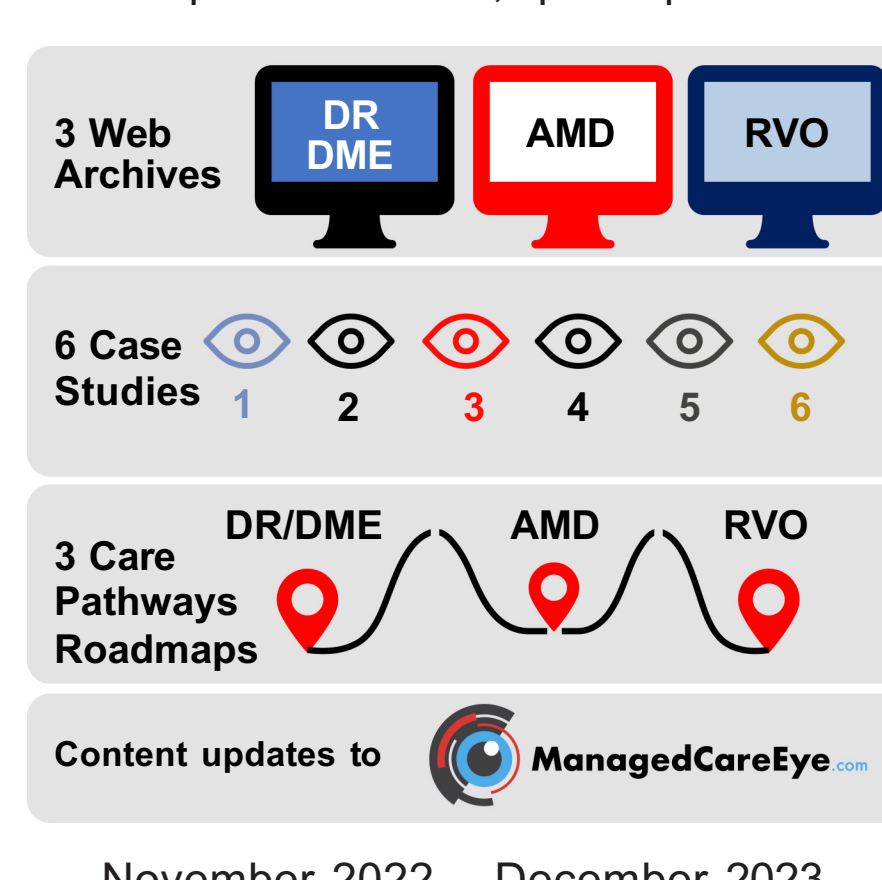 3 Web
Archives
DR
DME
AMD
RVO
6 Case
Studies
1 2 3 4 5 6
DR/DME AMD RVO
3 Care
Pathways
Roadmaps
Content updates to
ManagedCareEye.com
November 2022 December 2023